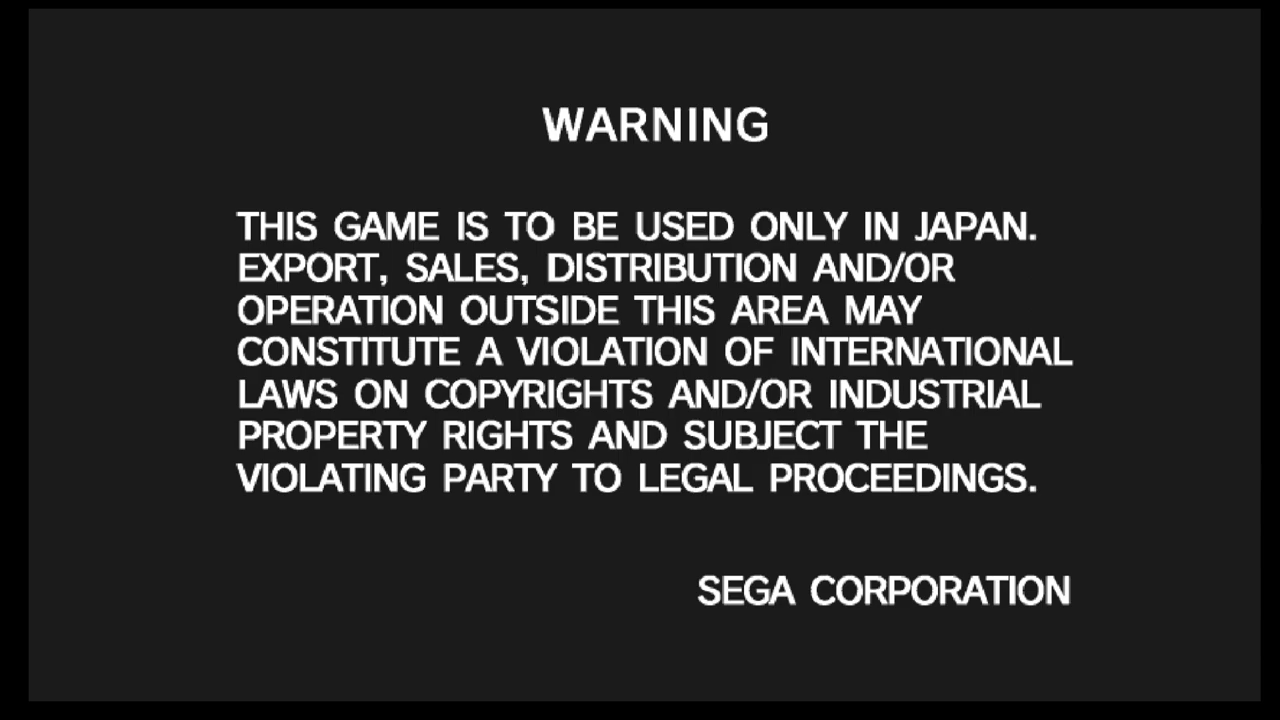 WARNING
THIS GAME IS TO BE USED ONLY IN JAPAN.
EXPORT, SALES, DISTRIBUTION AND/OR
OPERATION OUTSIDE THIS AREA MAY
CONSTITUTE A VIOLATION OF INTERNATIONAL
LAWS ON COPYRIGHTS AND/OR INDUSTRIAL
PROPERTY RIGHTS AND SUBJECT THE
VIOLATING PARTY TO LEGAL PROCEEDINGS.
SEGA CORPORATION